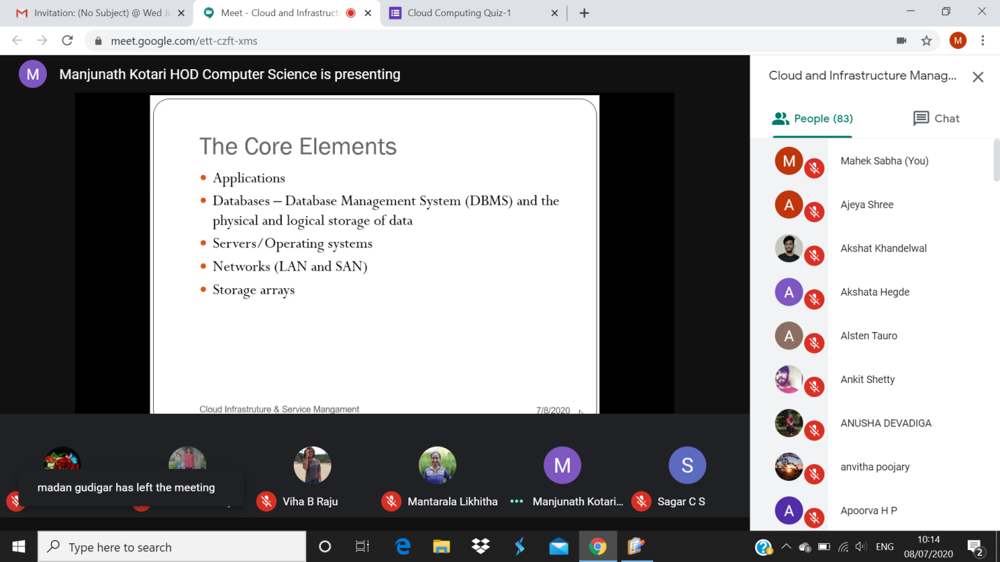 Invitation: (No Subject) @ Wed Ju
Meet - Cloud and Infrastructi
Cloud Computing Quiz-1
meet.google.com/ett-czft-xms
M
M
Manjunath Kotari HOD Computer Science is presenting
The Core Elements
Applications
Databases – Database Management System (DBMS) and the
physical and logical storage of data
Servers/Operating systems
Networks (LAN and SAN)
Storage arrays
Cloud Infrastruture & Service Mangament
7/8/2020
Cloud and Infrastructure Manag...
People (83)
Chat
M
Mahek Sabha (You)
A
Ajeya Shree
Akshat Khandelwal
A
Akshata Hegde
A
Alsten Tauro
Ankit Shetty
ANUSHA DEVADIGA
anvitha poojary
A
Apoorva H P
madan gudigar has left the meeting
Viha B Raju
Mantarala Likhitha
M
Manjunath Kotari...
S
Sagar C S
Type here to search
ENG
10:14
08/07/2020
2